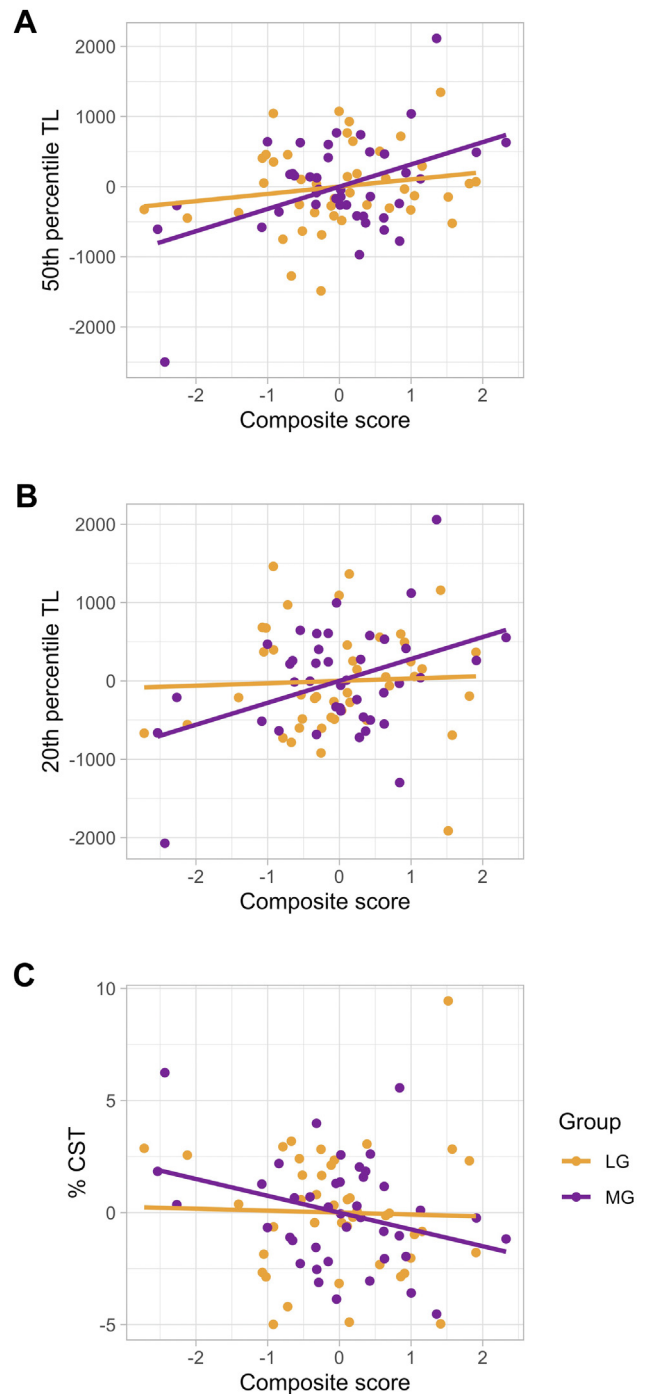 A
2000
1000
0
-1000
-2000
50th percentile TL
-2 -1 0 1 2
Composite score
B
2000
1000
0
-1000
-2000
20th percentile TL
-2 -1 0 1 2
Composite score
C
10
5
0
-5
% CST
-2 -1 0 1 2
Composite score
Group
LG
MG